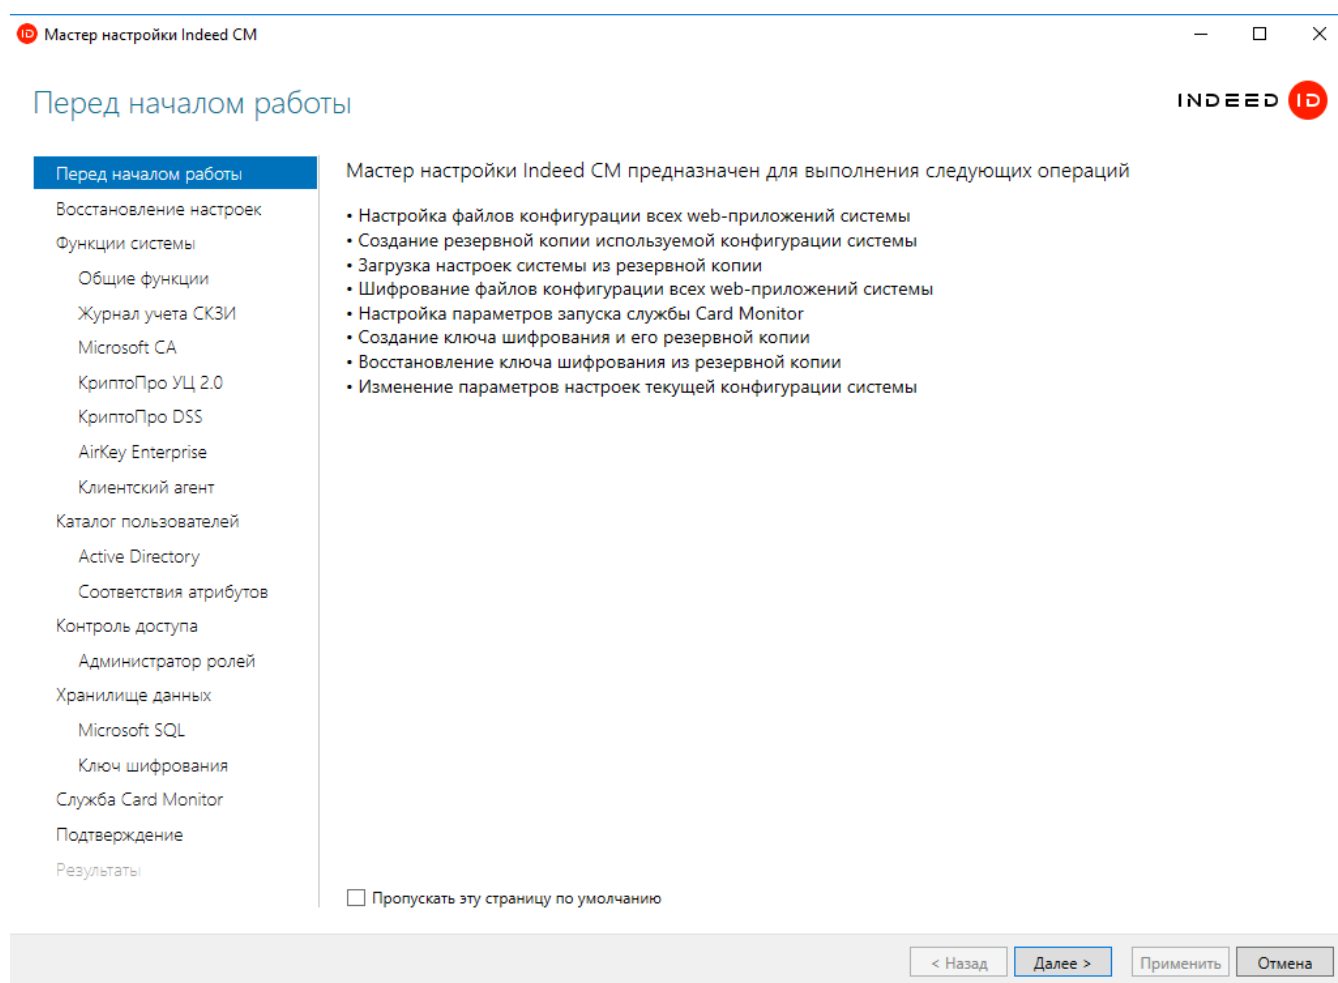 Мастер настройки Indeed CM
Перед началом работы
INDEED ID
Перед началом работы
Восстановление настроек
Функции системы
Общие функции
Журнал учета СКЗИ
Microsoft CA
КриптоПро УЦ 2.0
КриптоПро DSS
AirKey Enterprise
Клиентский агент
Каталог пользователей
Active Directory
Соответствия атрибутов
Контроль доступа
Администратор ролей
Хранилище данных
Microsoft SQL
Ключ шифрования
Служба Card Monitor
Подтверждение
Результаты
Мастер настройки Indeed CM предназначен для выполнения следующих операций
• Настройка файлов конфигурации всех web-приложений системы
• Создание резервной копии используемой конфигурации системы
• Загрузка настроек системы из резервной копии
• Шифрование файлов конфигурации всех web-приложений системы
• Настройка параметров запуска службы Card Monitor
• Создание ключа шифрования и его резервной копии
• Восстановление ключа шифрования из резервной копии
• Изменение параметров настроек текущей конфигурации системы
Пропускать эту страницу по умолчанию
< Назад
Далее >
Применить
Отмена